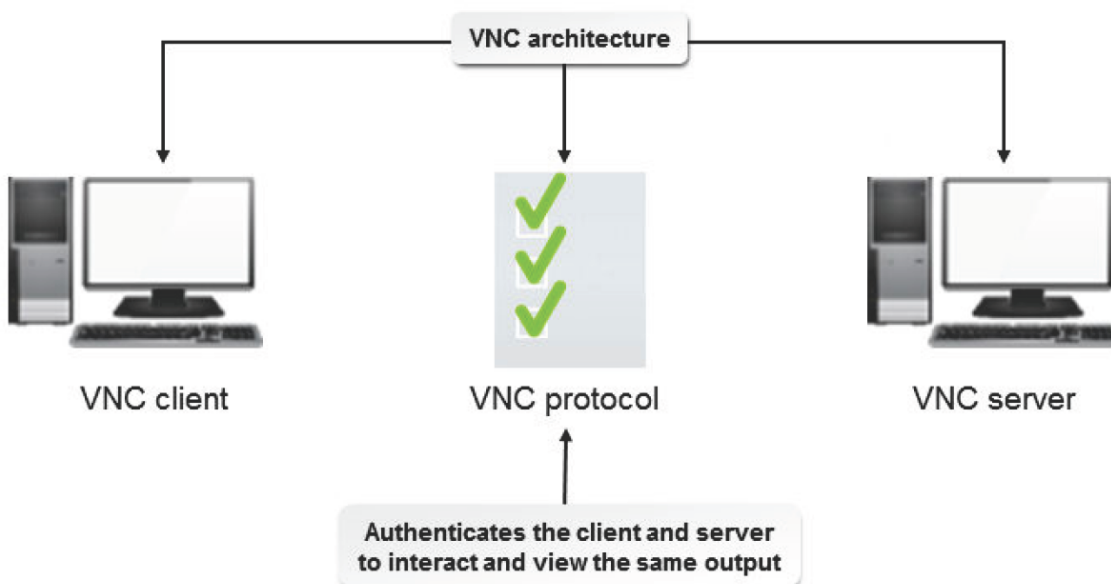 VNC architecture
VNC client
VNC protocol
VNC server
Authenticates the client and server
to interact and view the same output